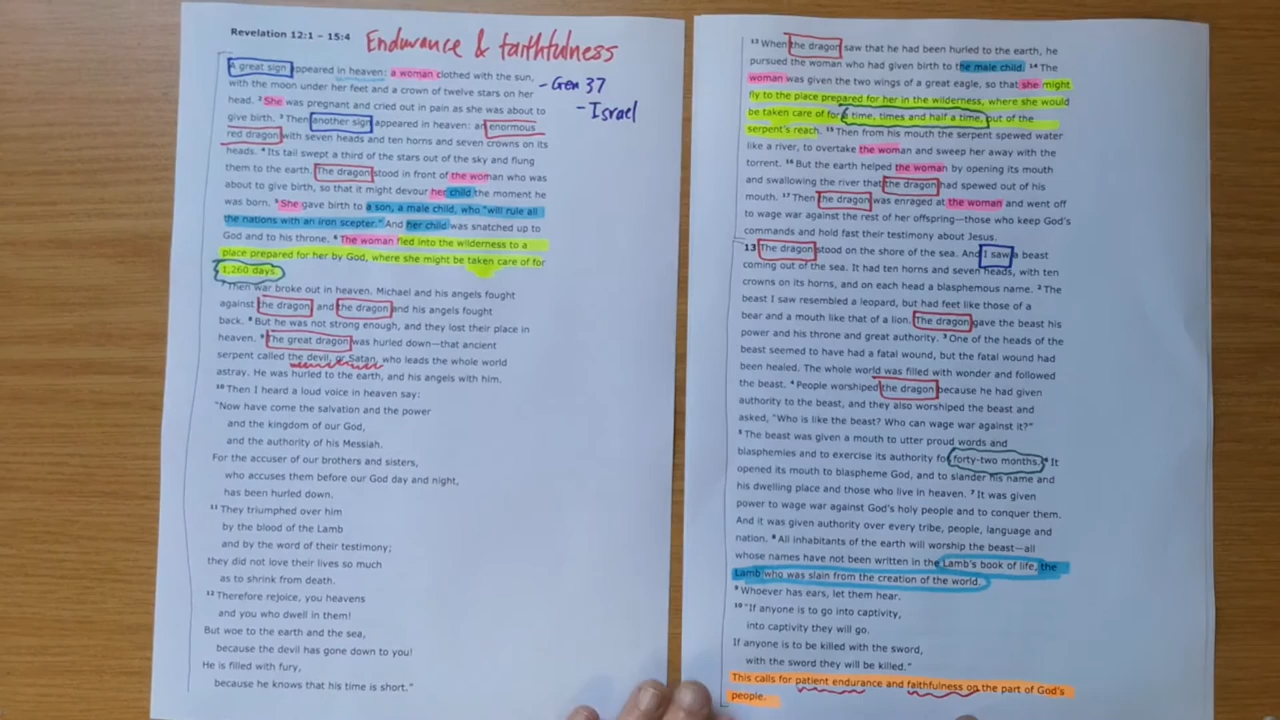 Revelation 12:1 – 15:4
Endurance & faithfulness
A great sign appeared in heaven: a woman clothed with the sun,
with the moon under her feet and a crown of twelve stars on her
- Gen 37
head. 2 She was pregnant and cried out in pain as she was about to
- Israel
give birth. 3 Then another sign appeared in heaven: an enormous
red dragon with seven heads and ten horns and seven crowns on its
heads. 4 Its tail swept a third of the stars out of the sky and flung
them to the earth. The dragon stood in front of the woman who was
about to give birth, so that it might devour her child the moment he
was born. 5 She gave birth to a son, a male child, who “will rule all
the nations with an iron scepter.” And her child was snatched up to
God and to his throne. 6 The woman fled into the wilderness to a
place prepared for her by God, where she might be taken care of for
1,260 days.
7 Then war broke out in heaven. Michael and his angels fought
against the dragon, and the dragon and his angels fought
back. 8 But he was not strong enough, and they lost their place in
heaven. 9 The great dragon was hurled down—that ancient
serpent called the devil, or Satan, who leads the whole world
astray. He was hurled to the earth, and his angels with him.
10 Then I heard a loud voice in heaven say:
“Now have come the salvation and the power
and the kingdom of our God,
and the authority of his Messiah.
For the accuser of our brothers and sisters,
who accuses them before our God day and night,
has been hurled down.
11 They triumphed over him
by the blood of the Lamb
and by the word of their testimony;
they did not love their lives so much
as to shrink from death.
12 Therefore rejoice, you heavens
and you who dwell in them!
But woe to the earth and the sea,
because the devil has gone down to you!
He is filled with fury,
because he knows that his time is short.”
13 When the dragon saw that he had been hurled to the earth, he
pursued the woman who had given birth to the male child. 14 The
woman was given the two wings of a great eagle, so that she might
fly to the place prepared for her in the wilderness, where she would
be taken care of for a time, times and half a time, out of the
serpent’s reach. 15 Then from his mouth the serpent spewed water
like a river, to overtake the woman and sweep her away with the
torrent. 16 But the earth helped the woman by opening its mouth
and swallowing the river that the dragon had spewed out of his
mouth. 17 Then the dragon was enraged at the woman and went off
to wage war against the rest of her offspring—those who keep God’s
commands and hold fast their testimony about Jesus.
13 The dragon stood on the shore of the sea. And I saw a beast
coming out of the sea. It had ten horns and seven heads, with ten
crowns on its horns, and on each head a blasphemous name. 2 The
beast I saw resembled a leopard, but had feet like those of a
bear and a mouth like that of a lion. The dragon gave the beast his
power and his throne and great authority. 3 One of the heads of the
beast seemed to have had a fatal wound, but the fatal wound had
been healed. The whole world was filled with wonder and followed
the beast. 4 People worshiped the dragon because he had given
authority to the beast, and they also worshiped the beast and
asked, “Who is like the beast? Who can wage war against it?”
5 The beast was given a mouth to utter proud words and
blasphemies and to exercise its authority for forty-two months. 6 It
opened its mouth to blaspheme God, and to slander his name and
his dwelling place and those who live in heaven. 7 It was given
power to wage war against God’s holy people and to conquer them.
And it was given authority over every tribe, people, language and
nation. 8 All inhabitants of the earth will worship the beast—all
whose names have not been written in the Lamb’s book of life, the
Lamb who was slain from the creation of the world.
9 Whoever has ears, let them hear.
10 “If anyone is to go into captivity,
into captivity they will go.
If anyone is to be killed with the sword,
with the sword they will be killed.”
This calls for patient endurance and faithfulness on the part of God’s
people.